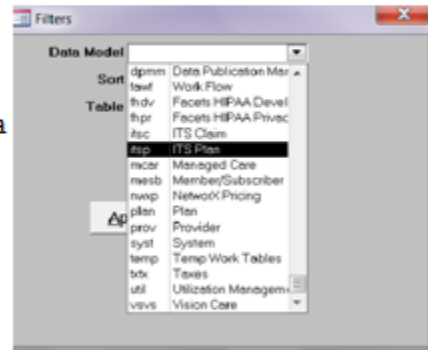 Filters
Data Model
Sort
Table
dpmm Data Publication Mar
fawf Work Flow
fhdv Facets HIPAA Devel
fhpr Facets HIPAA Privac
itsc ITS Claim
itsp ITS Plan
mcar Managed Care
mesb Member/Subscriber
nwxp NetworX Pricing
plan Plan
prov Provider
syst System
temp Temp Work Tables
txtx Taxes
util Utilization Managem
vsvs Vision Care
Ap
a